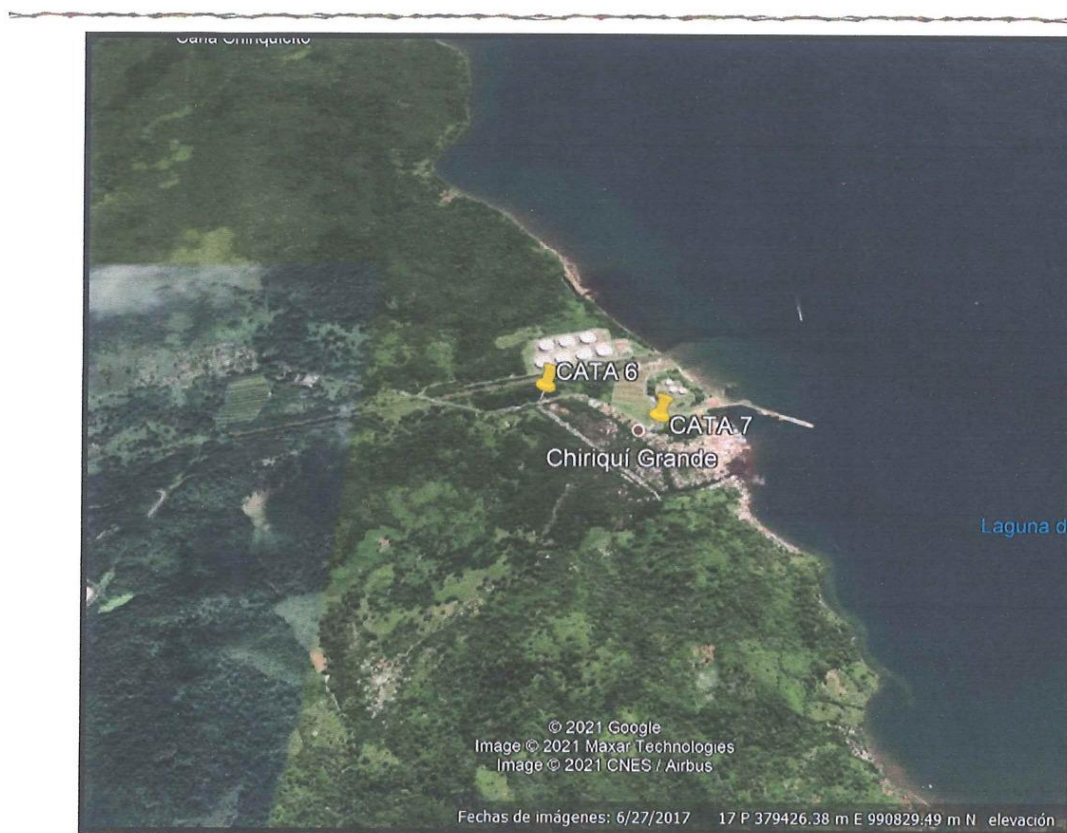 CATA 6
CATA 7
Chiriquí Grande
Laguna d
© 2021 Google
Image © 2021 Maxar Technologies
Image © 2021 CNES / Airbus
Fechas de imágenes: 6/27/2017 17 P 379426.38 m E 990829.49 m N elevación